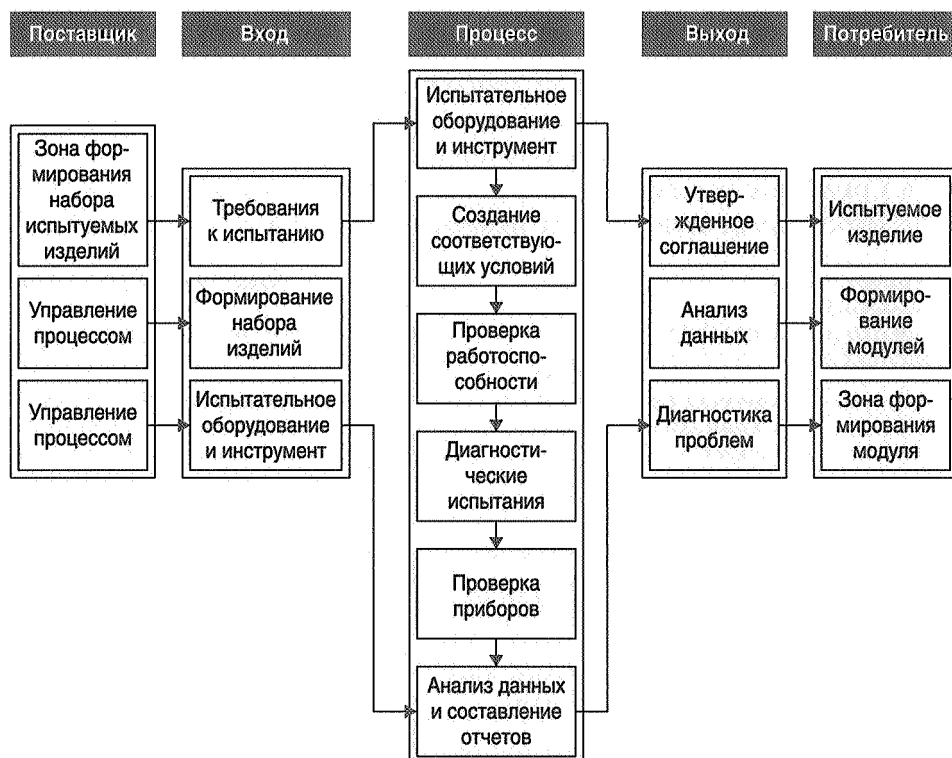 Поставщик
Вход
Процесс
Выход
Потребитель
Зона фор-
мирования
набора
испытуемых
изделий
Управление
процессом
Управление
процессом
Требования
к испытанию
Формирование
набора
изделий
Испытательное
оборудование
и инструмент
Испытательное
оборудование
и инструмент
Создание
соответствую-
щих условий
Проверка
работоспо-
собности
Диагности-
ческие
испытания
Проверка
приборов
Анализ данных
и составление
отчетов
Утвер-
жденное
соглашение
Анализ
данных
Диагностика
проблем
Испытуемое
изделие
Формиро-
вание
модулей
Зона фор-
мирования
модуля